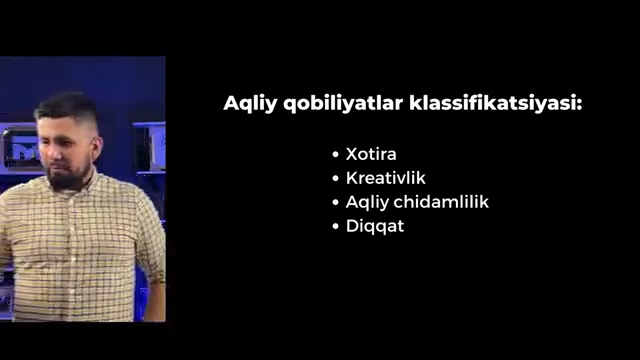 Aqliy qobiliyatlar klassifikatsiyasi:
• Xotira
• Kreativlik
• Aqliy chidamlilik
• Diqqat